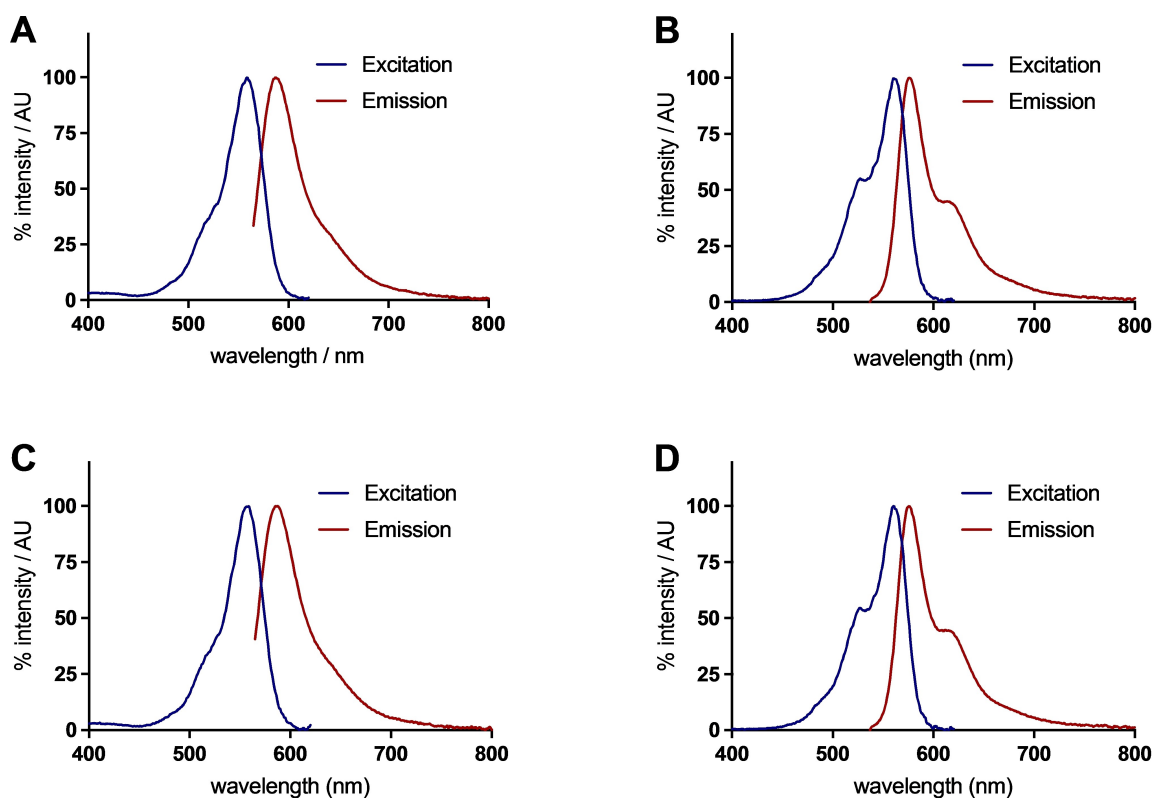 A
Excitation
Emission
100
75
50
25
0
% intensity / AU
400 500 600 700 800
wavelength / nm
B
Excitation
Emission
100
75
50
25
0
% intensity / AU
400 500 600 700 800
wavelength (nm)
C
Excitation
Emission
100
75
50
25
0
% intensity / AU
400 500 600 700 800
wavelength (nm)
D
Excitation
Emission
100
75
50
25
0
% intensity / AU
400 500 600 700 800
wavelength (nm)